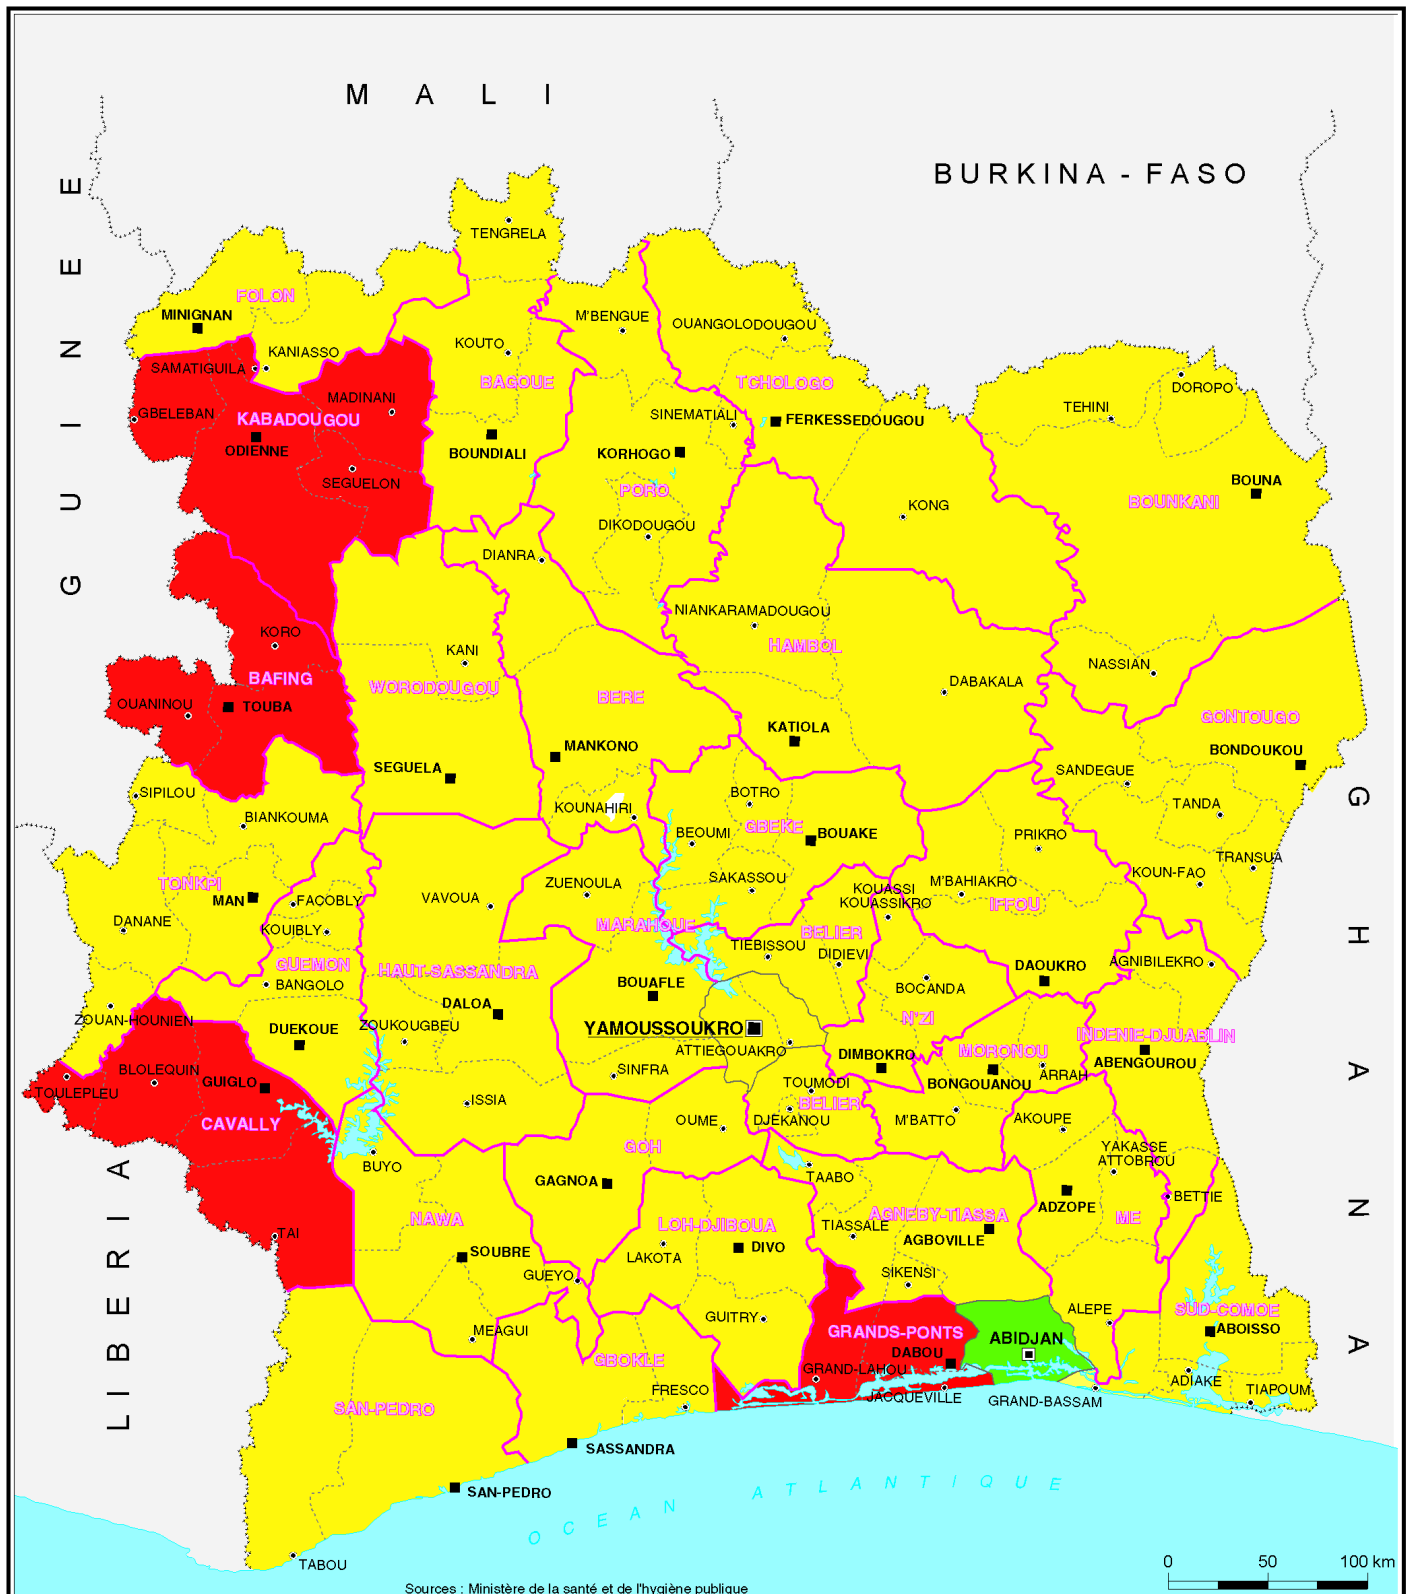 MALI
BURKINA - FASO
GUINEE
TENGRELA
FOLON
MINIGNAN
M'BENGUE
OUANGOLODOUGOU
KOUTO
KANIASSO
SAMATIGUILA
BAGOUE
TCHOLOGO
DOROPO
MADINANI
GBELEBAN
KABADOUGOU
SINEMATIALI
FERKESSEDOUGOU
TEHINI
ODIENNE
BOUNDIALI
KORHOGO
SEGUELON
PORO
BOUNA
BOUNKANI
KONG
DIKODOUGOU
DIANRA
NIANKARAMADOUGOU
KORO
KANI
HAMBOL
NASSIAN
BAFING
WORODOUGOU
BERE
DABAKALA
OUANINOU
TOUBA
GONTOUGO
KATIOLA
MANKONO
BONDOUKOU
SEGUELA
SANDEGUE
SIPILOU
BOTRO
TANDA
KOUNAHIRI
BIANKOUMA
GBEKE
BOUAKE
BEOUMI
PRIKRO
TRANSUA
KOUN-FAO
TONKPI
ZUENOULA
SAKASSOU
KOUASSI
KOUASSIKRO
M'BAHIAKRO
IFFOU
MAN
FACOBLY
VAVOUA
DANANE
KOUIBLY
MARAHOUE
BELIER
TIEBISSOU
DIDIEVI
GUEMON
HAUT-SASSANDRA
DAOUKRO
AGNIBILEKRO
BANGOLO
BOUAFLE
BOCANDA
DALOA
ZOUAN-HOUNIEN
DUEKOUE
ZOUKOUGBEU
YAMOUSSOUKRO
N'ZI
INDENIE-DJUABLIN
ATTIEGOUAKRO
DIMBOKRO
MORONOU
ABENGOUROU
BLOLEQUIN
GUIGLO
SINFRA
TOUMODI
BONGOUANOU
ARRAH
TOULEPLEU
ISSIA
BELIER
CAVALLY
OUME
DJEKANOU
M'BATTO
AKOUPE
GOH
YAKASSE
ATTOBROU
BUYO
TAABO
GAGNOA
BETTIE
ADZOPE
NAWA
LOH-DJIBOUA
AGNEBY-TIASSA
ME
TAI
TIASSALE
AGBOVILLE
SOUBRE
LAKOTA
DIVO
GUEYO
SIKENSI
GUITRY
ALEPE
SUD-COMOE
MEAGUI
GRANDS-PONTS
ABIDJAN
ABOISSO
GBOKLE
DABOU
GRAND-LAHOU
ADIAKE
FRESCO
JACQUEVILLE
GRAND-BASSAM
TIAPOUM
SAN-PEDRO
SASSANDRA
SAN-PEDRO
TABOU
LIBERIA
GHANA
OCEAN ATLANTIQUE
0 50 100 km
Sources : Ministère de la santé et de l'hygiène publique